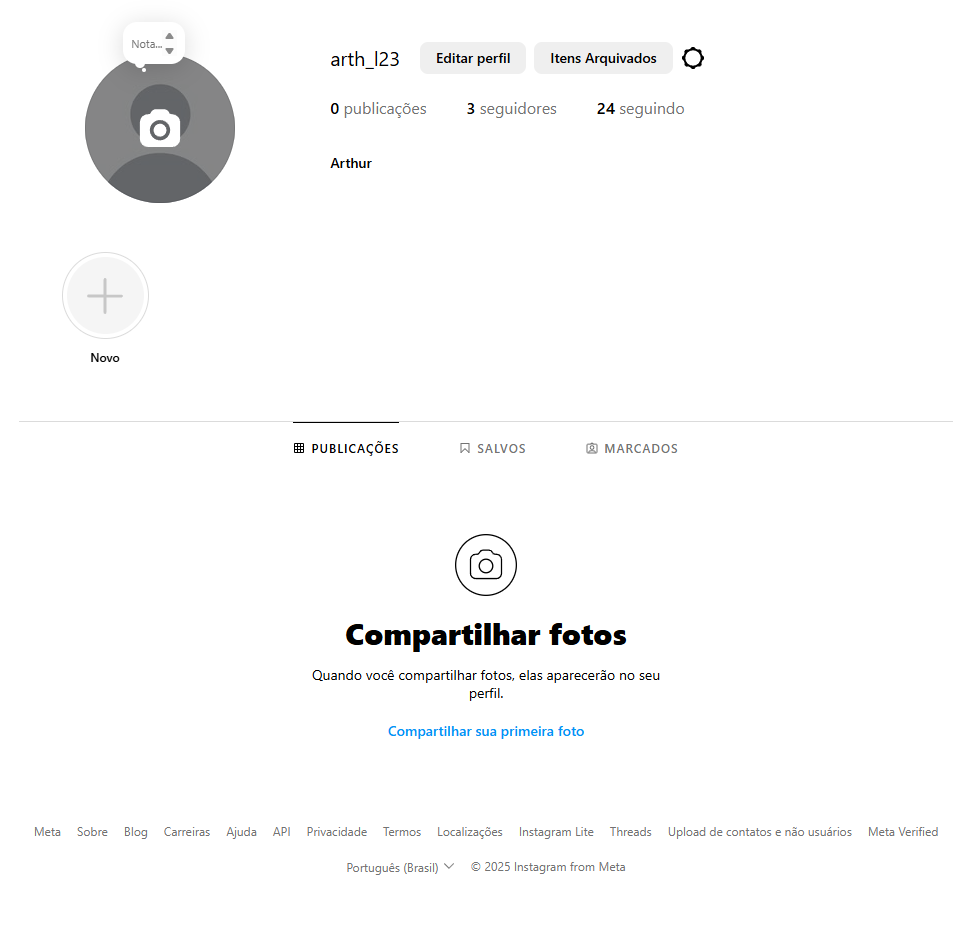 Nota...
arth_l23 Editar perfil Itens Arquivados
0 publicações 3 seguidores 24 seguindo
Arthur
Novo
PUBLICAÇÕES SALVOS MARCADOS
Compartilhar fotos
Quando você compartilhar fotos, elas aparecerão no seu
perfil.
Compartilhar sua primeira foto
Meta Sobre Blog Carreiras Ajuda API Privacidade Termos Localizações Instagram Lite Threads Upload de contatos e não usuários Meta Verified
Português (Brasil) © 2025 Instagram from Meta